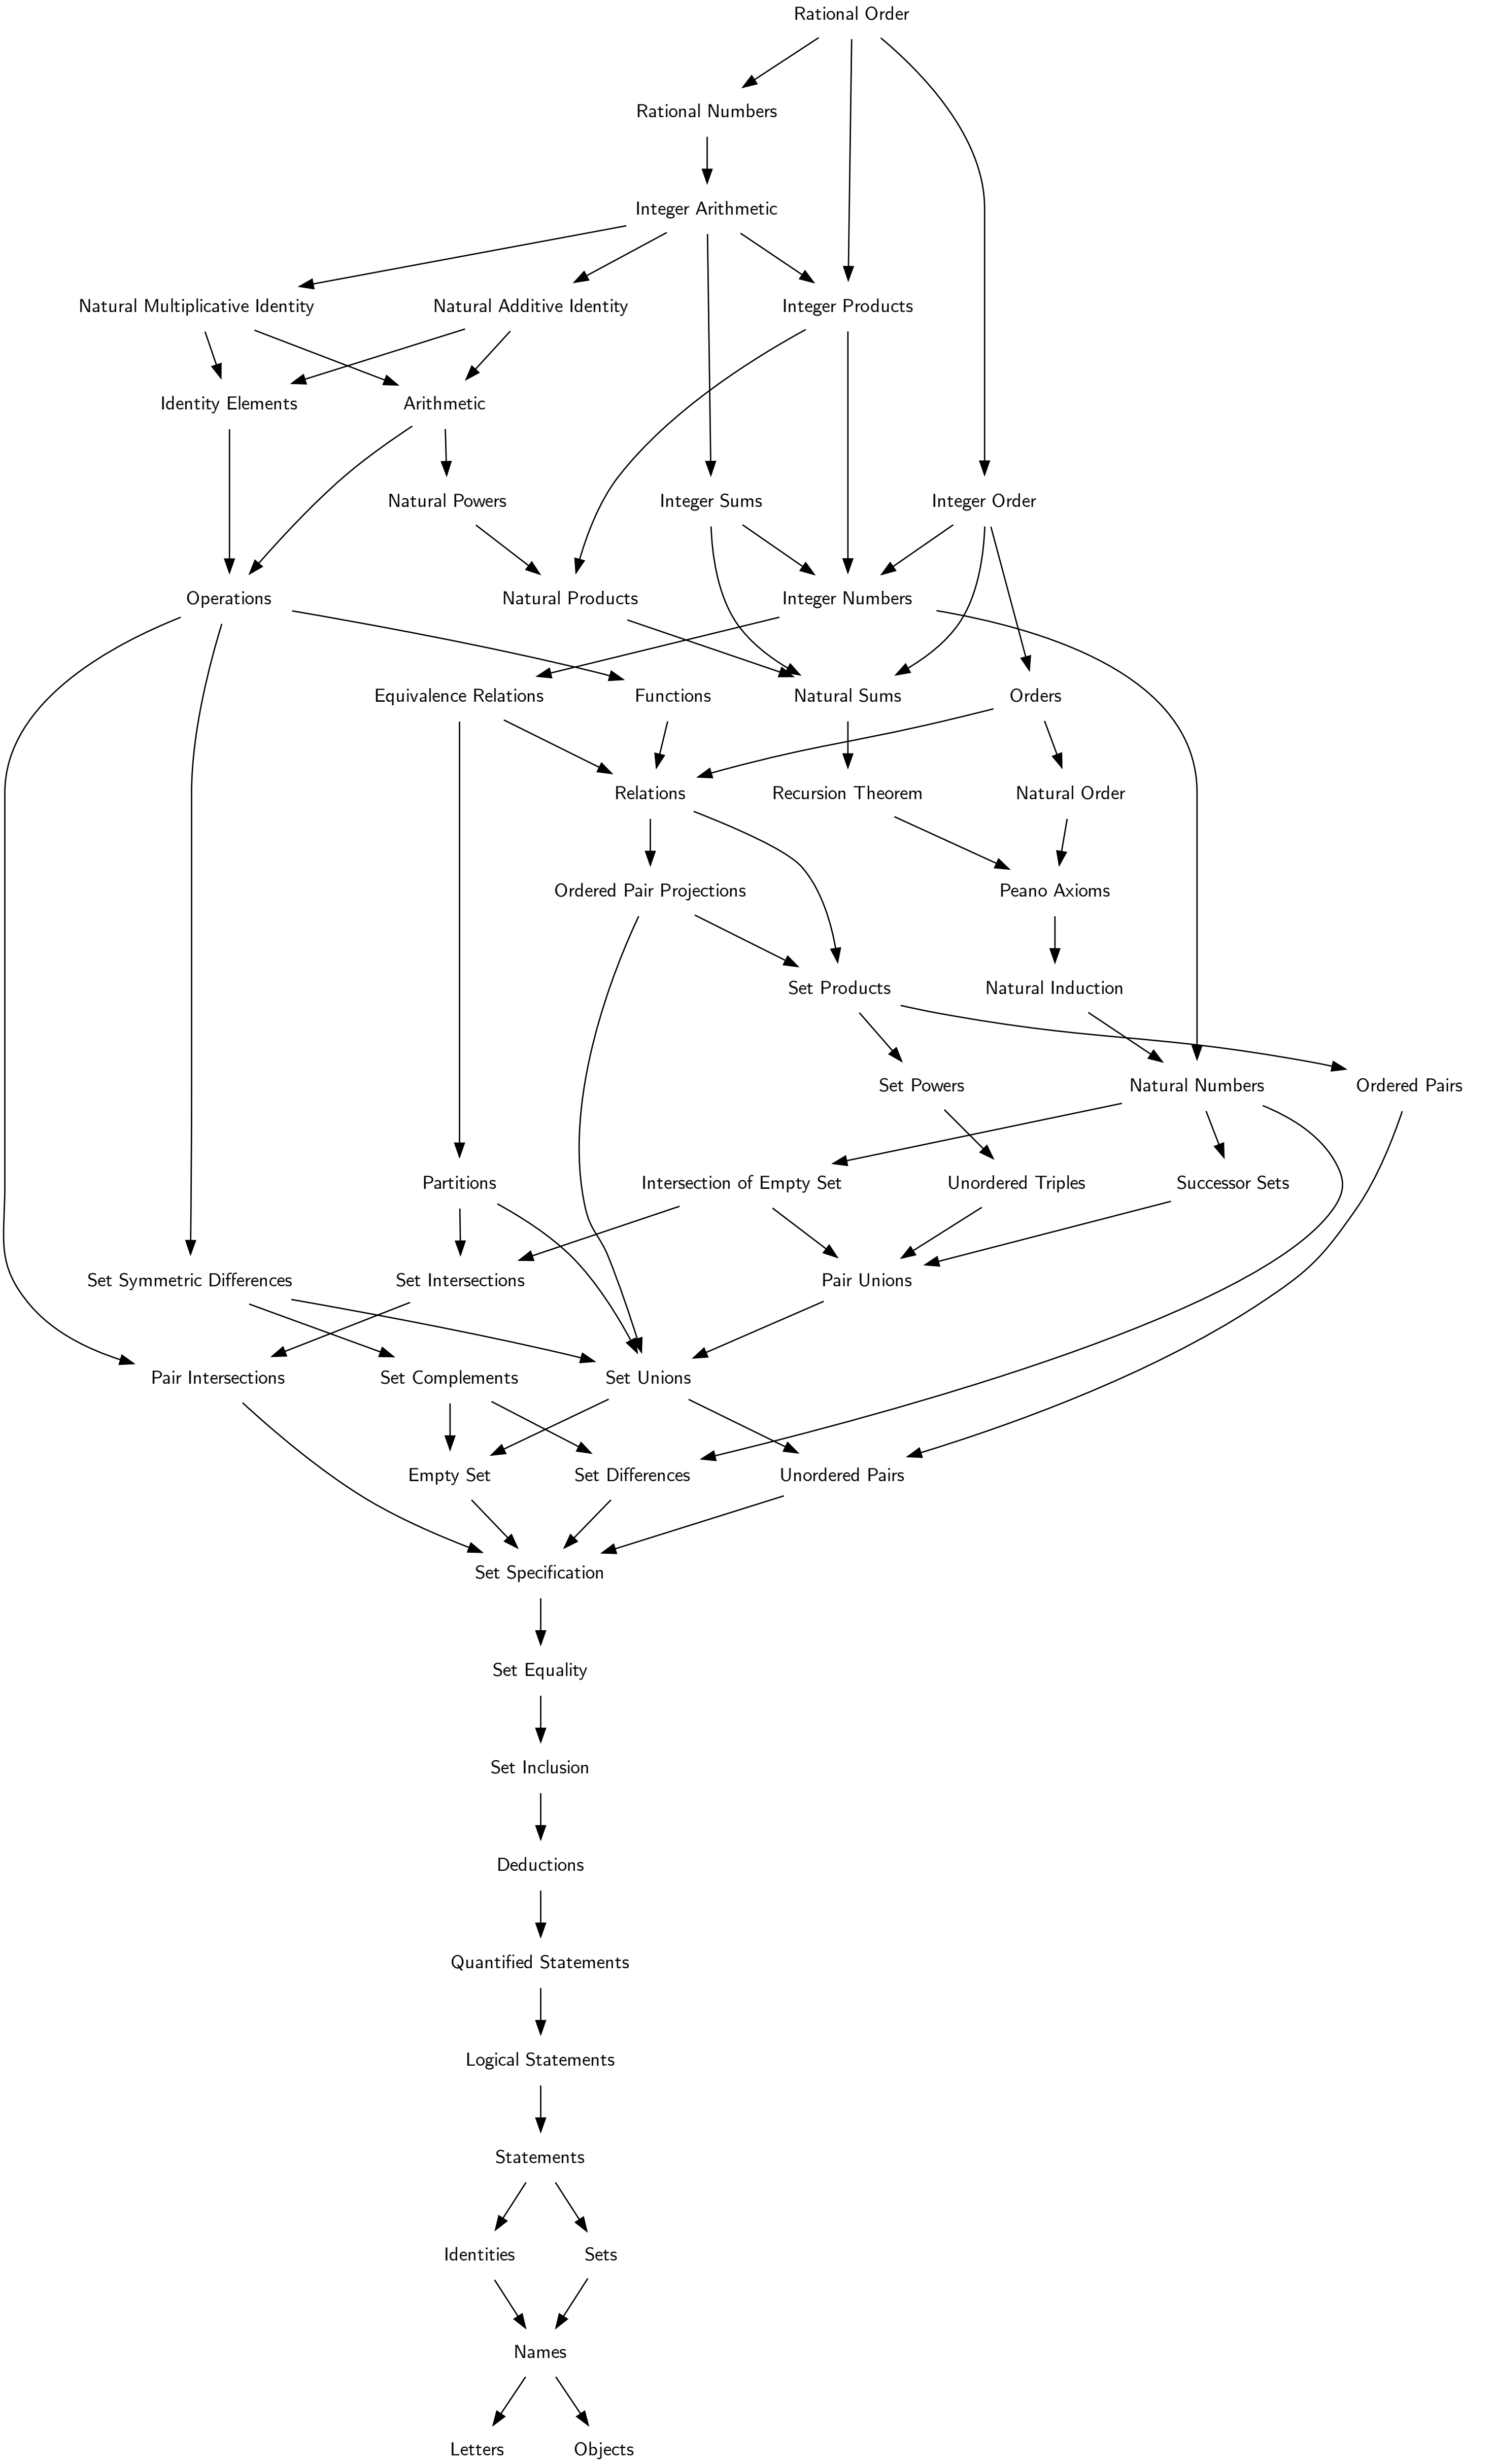 Rational Order
Rational Numbers
Integer Arithmetic
Natural Multiplicative Identity
Natural Additive Identity
Integer Products
Identity Elements
Arithmetic
Natural Powers
Integer Sums
Integer Order
Operations
Natural Products
Integer Numbers
Equivalence Relations
Functions
Natural Sums
Orders
Relations
Recursion Theorem
Natural Order
Ordered Pair Projections
Peano Axioms
Set Products
Natural Induction
Set Powers
Natural Numbers
Ordered Pairs
Partitions
Intersection of Empty Set
Unordered Triples
Successor Sets
Set Symmetric Differences
Set Intersections
Pair Unions
Pair Intersections
Set Complements
Set Unions
Empty Set
Set Differences
Unordered Pairs
Set Specification
Set Equality
Set Inclusion
Deductions
Quantified Statements
Logical Statements
Statements
Identities
Sets
Names
Letters
Objects